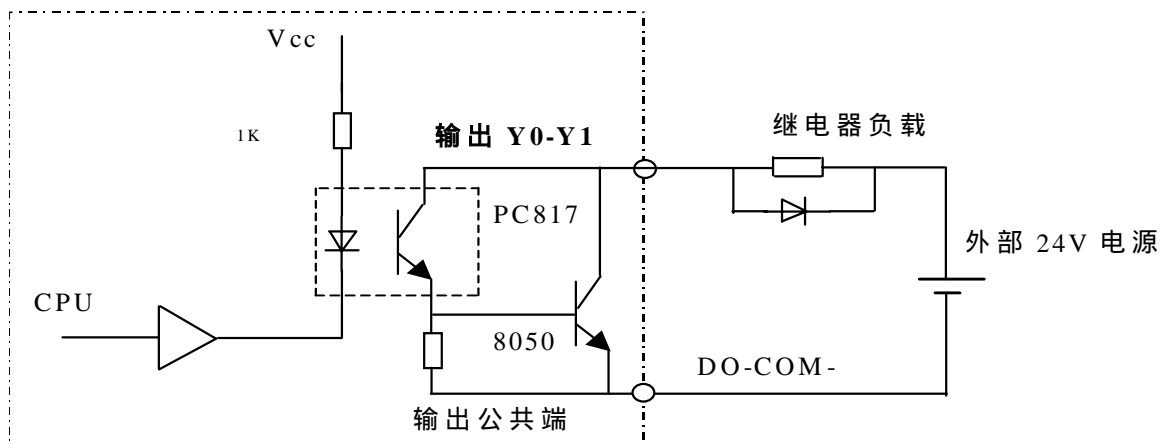 Vcc
1K
输出 Y0-Y1
继电器负载
PC817
外部 24V 电源
CPU
8050
DO-COM-
输出公共端